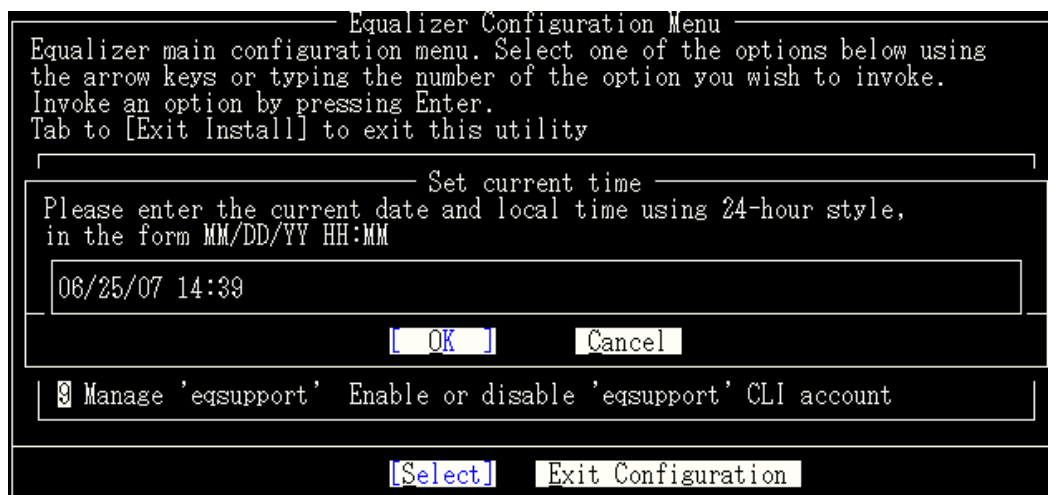 Equalizer Configuration Menu
Equalizer main configuration menu. Select one of the options below using
the arrow keys or typing the number of the option you wish to invoke.
Invoke an option by pressing Enter.
Tab to [Exit Install] to exit this utility
Set current time
Please enter the current date and local time using 24-hour style,
in the form MM/DD/YY HH:MM
06/25/07 14:39
[ OK ] Cancel
9 Manage 'eqsupport' Enable or disable 'eqsupport' CLI account
[Select] Exit Configuration